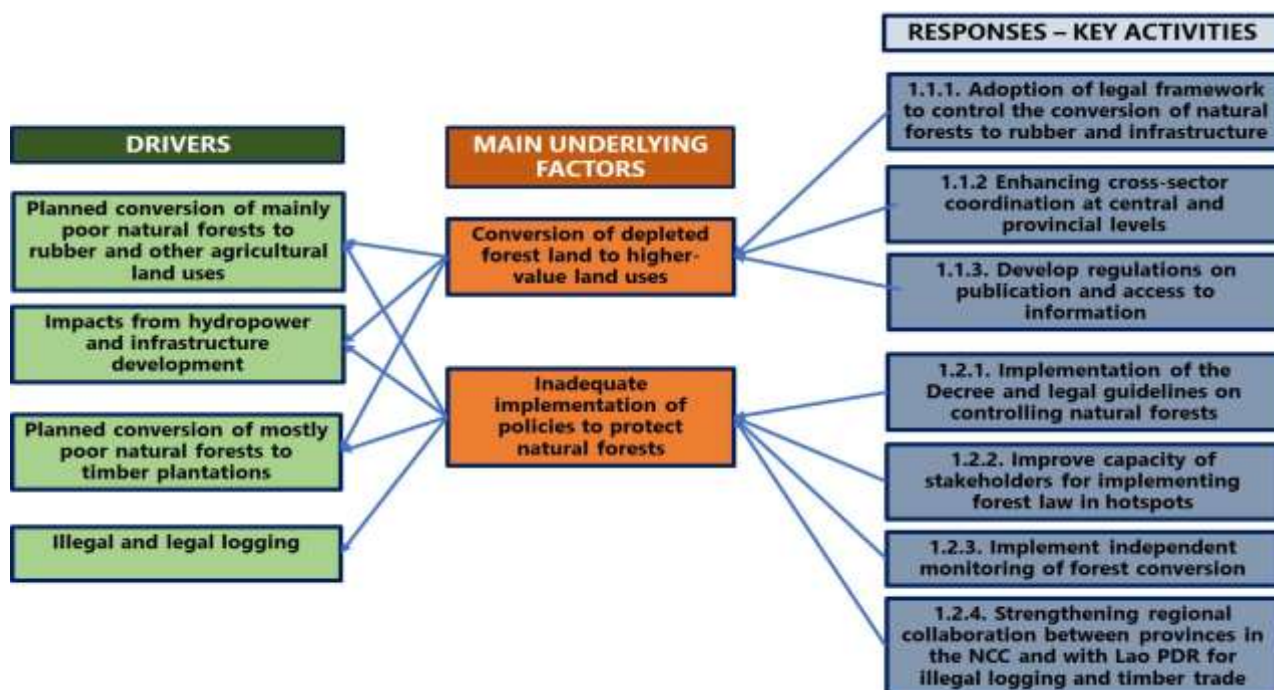 DRIVERS
Planned conversion of mainly
poor natural forests to
rubber and other agricultural
land uses
Impacts from hydropower
and infrastructure
development
Planned conversion of mostly
poor natural forests to
timber plantations
Illegal and legal logging
MAIN UNDERLYING
FACTORS
Conversion of depleted
forest land to higher-
value land uses
Inadequate
implementation of
policies to protect
natural forests
RESPONSES – KEY ACTIVITIES
1.1.1. Adoption of legal framework
to control the conversion of natural
forests to rubber and infrastructure
1.1.2 Enhancing cross-sector
coordination at central and
provincial levels
1.1.3. Develop regulations on
publication and access to
information
1.2.1. Implementation of the
Decree and legal guidelines on
controlling natural forests
1.2.2. Improve capacity of
stakeholders for implementing
forest law in hotspots
1.2.3. Implement independent
monitoring of forest conversion
1.2.4. Strengthening regional
collaboration between provinces in
the NCC and with Lao PDR for
illegal logging and timber trade